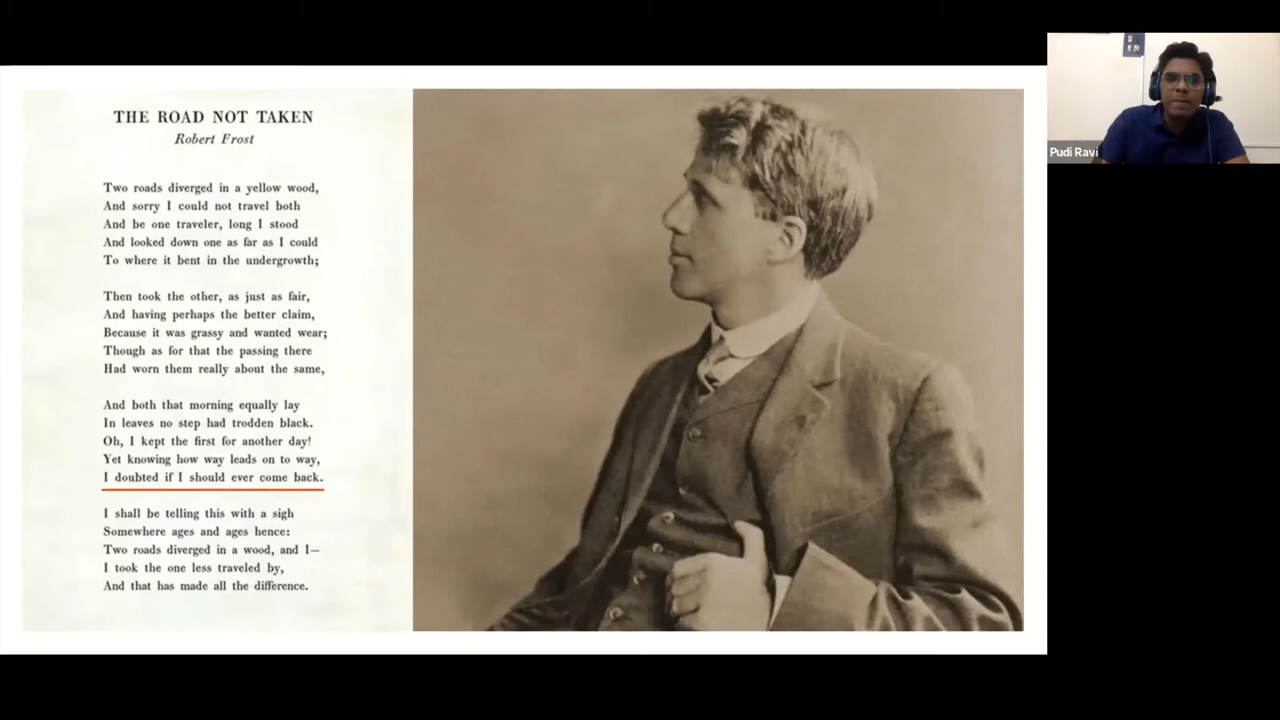 THE ROAD NOT TAKEN
Robert Frost
Two roads diverged in a yellow wood,
And sorry I could not travel both
And be one traveler, long I stood
And looked down one as far as I could
To where it bent in the undergrowth;
Then took the other, as just as fair,
And having perhaps the better claim,
Because it was grassy and wanted wear;
Though as for that the passing there
Had worn them really about the same,
And both that morning equally lay
In leaves no step had trodden black.
Oh, I kept the first for another day!
Yet knowing how way leads on to way,
I doubted if I should ever come back.
I shall be telling this with a sigh
Somewhere ages and ages hence:
Two roads diverged in a wood, and I—
I took the one less traveled by,
And that has made all the difference.
Pudi Ravi